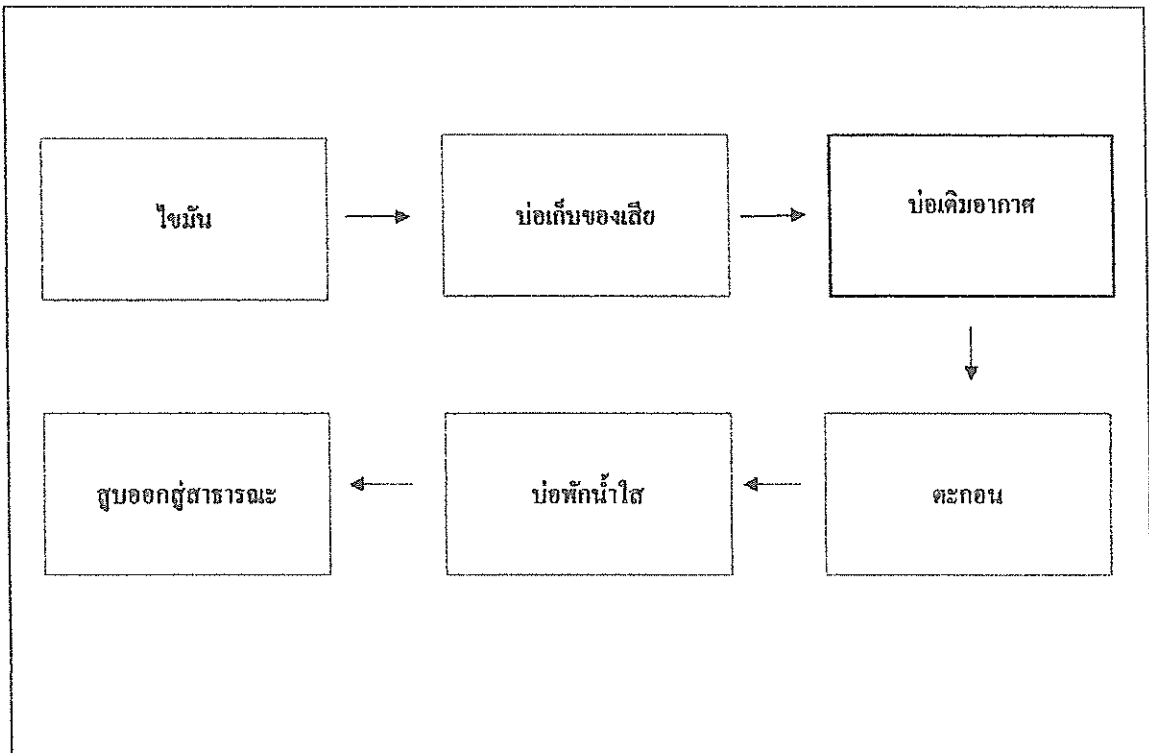 ไขมัน
บ่อเก็บของเสีย
บ่อเติมอากาศ
ตะกอน
บ่อพักน้ำใส
สูบออกสู่สาธารณะ